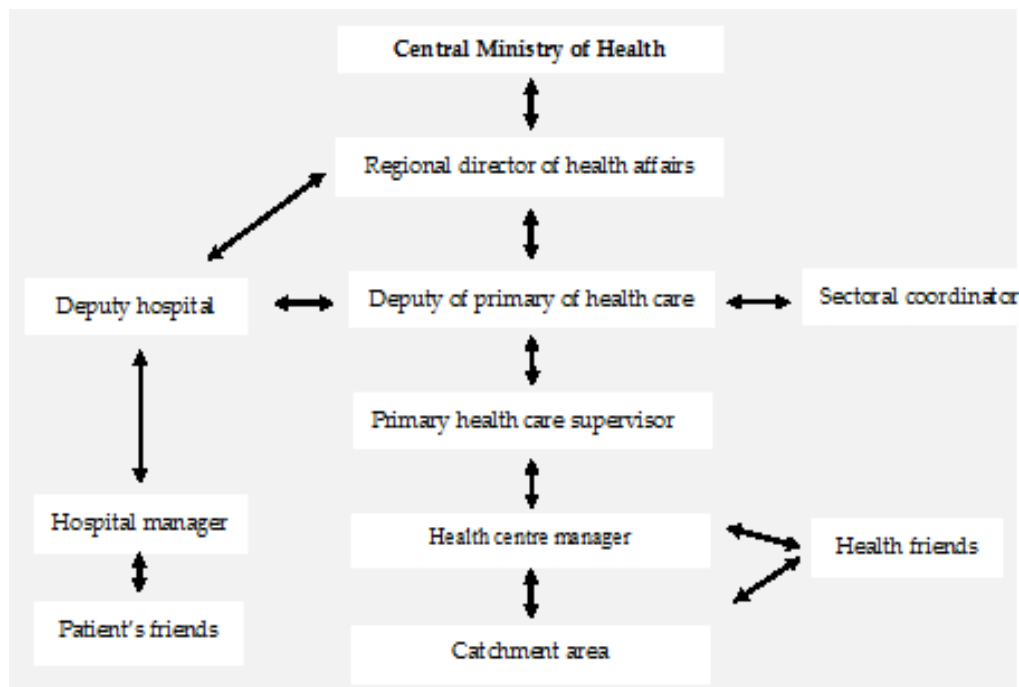 Central Ministry of Health
Regional director of health affairs
Deputy hospital
Deputy of primary of health care
Sectoral coordinator
Primary health care supervisor
Hospital manager
Health centre manager
Health friends
Patient's friends
Catchment area